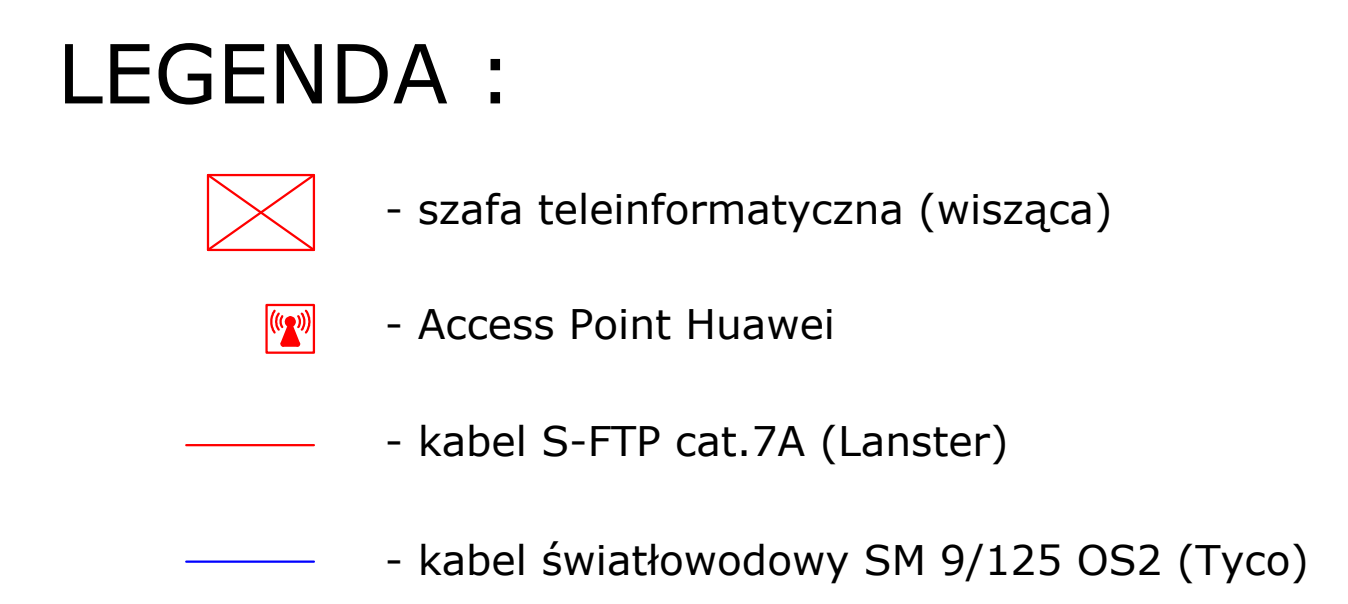 LEGENDA :
- szafa teleinformatyczna (wisząca)
- Access Point Huawei
- kabel S-FTP cat.7A (Lanster)
- kabel światłowodowy SM 9/125 OS2 (Tyco)